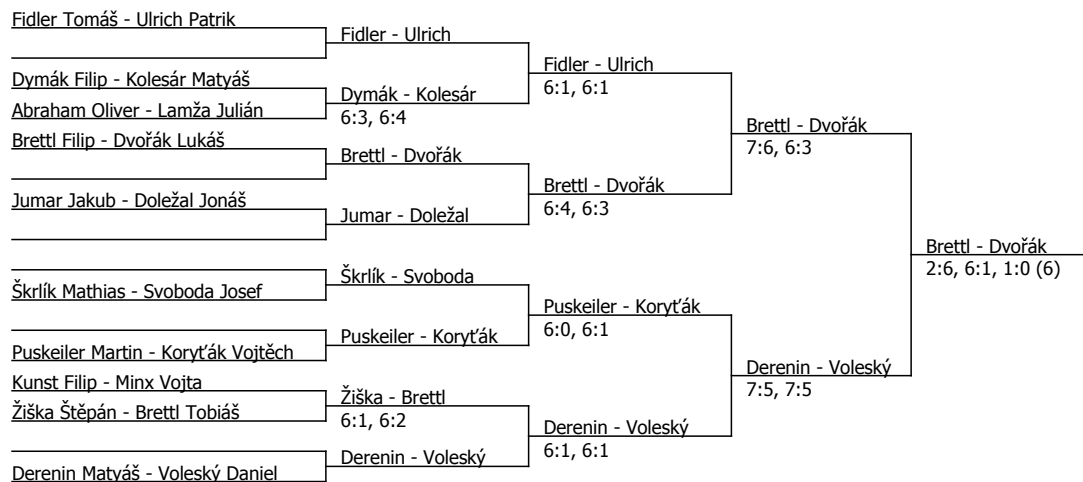 Fidler Tomáš - Ulrich Patrik
Dymák Filip - Kolesár Matyáš
Abraham Oliver - Lamža Julián
Brettl Filip - Dvořák Lukáš
Jumar Jakub - Doležal Jonáš
Škrlík Mathias - Svoboda Josef
Puskeiler Martin - Koryťák Vojtěch
Kunst Filip - Minx Vojta
Žiška Štěpán - Brettl Tobiáš
Derenin Matyáš - Voleský Daniel
Fidler - Ulrich
Dymák - Kolesár
6:3, 6:4
Brettl - Dvořák
Jumar - Doležal
Škrlík - Svoboda
Puskeiler - Koryťák
Žiška - Brettl
6:1, 6:2
Derenin - Voleský
Fidler - Ulrich
6:1, 6:1
Brettl - Dvořák
6:4, 6:3
Puskeiler - Koryťák
6:0, 6:1
Derenin - Voleský
6:1, 6:1
Brettl - Dvořák
7:6, 6:3
Derenin - Voleský
7:5, 7:5
Brettl - Dvořák
2:6, 6:1, 1:0 (6)